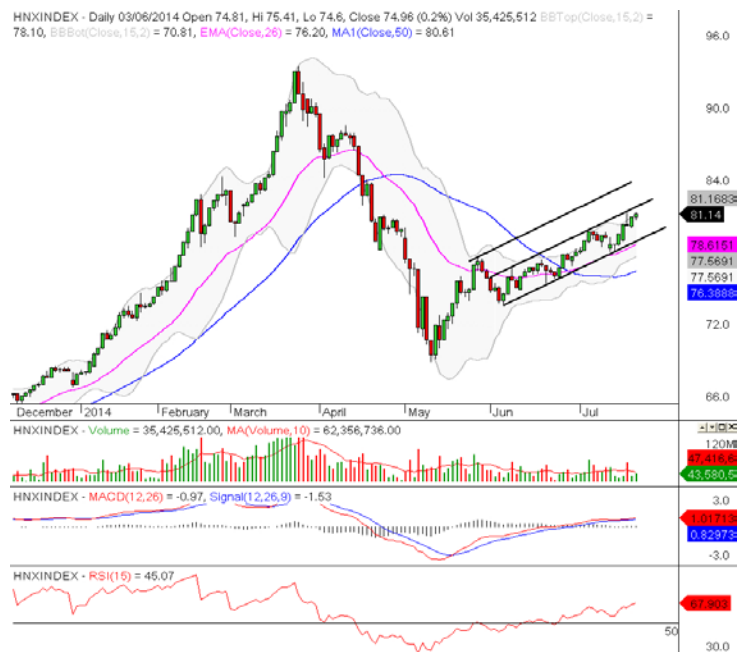 HNXINDEX - Daily 03/06/2014 Open 74.81, Hi 75.41, Lo 74.6, Close 74.96 (0.2%) Vol 35,425,512 BBTop(Close,15,2) =
78.10, BBBot(Close,15,2) = 70.81, EMA(Close,26) = 76.20, MA1(Close,50) = 80.61
96.0
90.0
84.0
81.1683
81.14
78.6151
77.5691
77.5691
76.3888
72.0
66.0
December 2014 February March April May Jun Jul
HNXINDEX - Volume = 35,425,512.00, MA(Volume,10) = 62,356,736.00
120M
47,416,6
43,580,5
HNXINDEX - MACD(12,26) = -0.97, Signal(12,26,9) = -1.53
3.0
1.01713
0.82973
-3.0
HNXINDEX - RSI(15) = 45.07
67.903
50
30.0